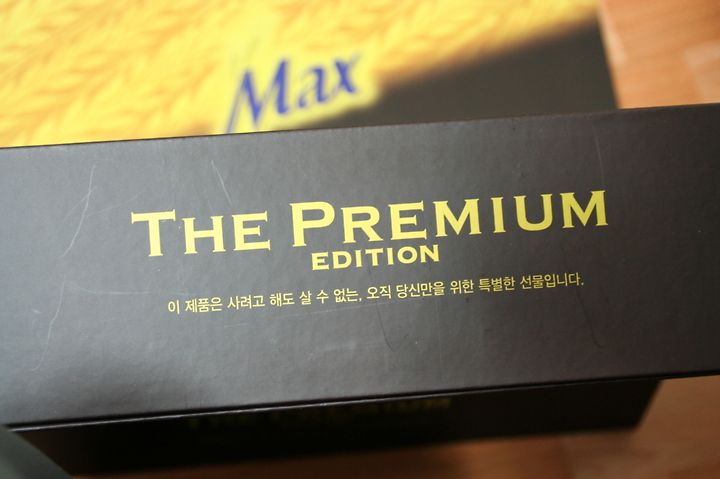 Max
THE PREMIUM
EDITION
이 제품은 사려고 해도 살 수 없는, 오직 당신만을 위한 특별한 선물입니다.